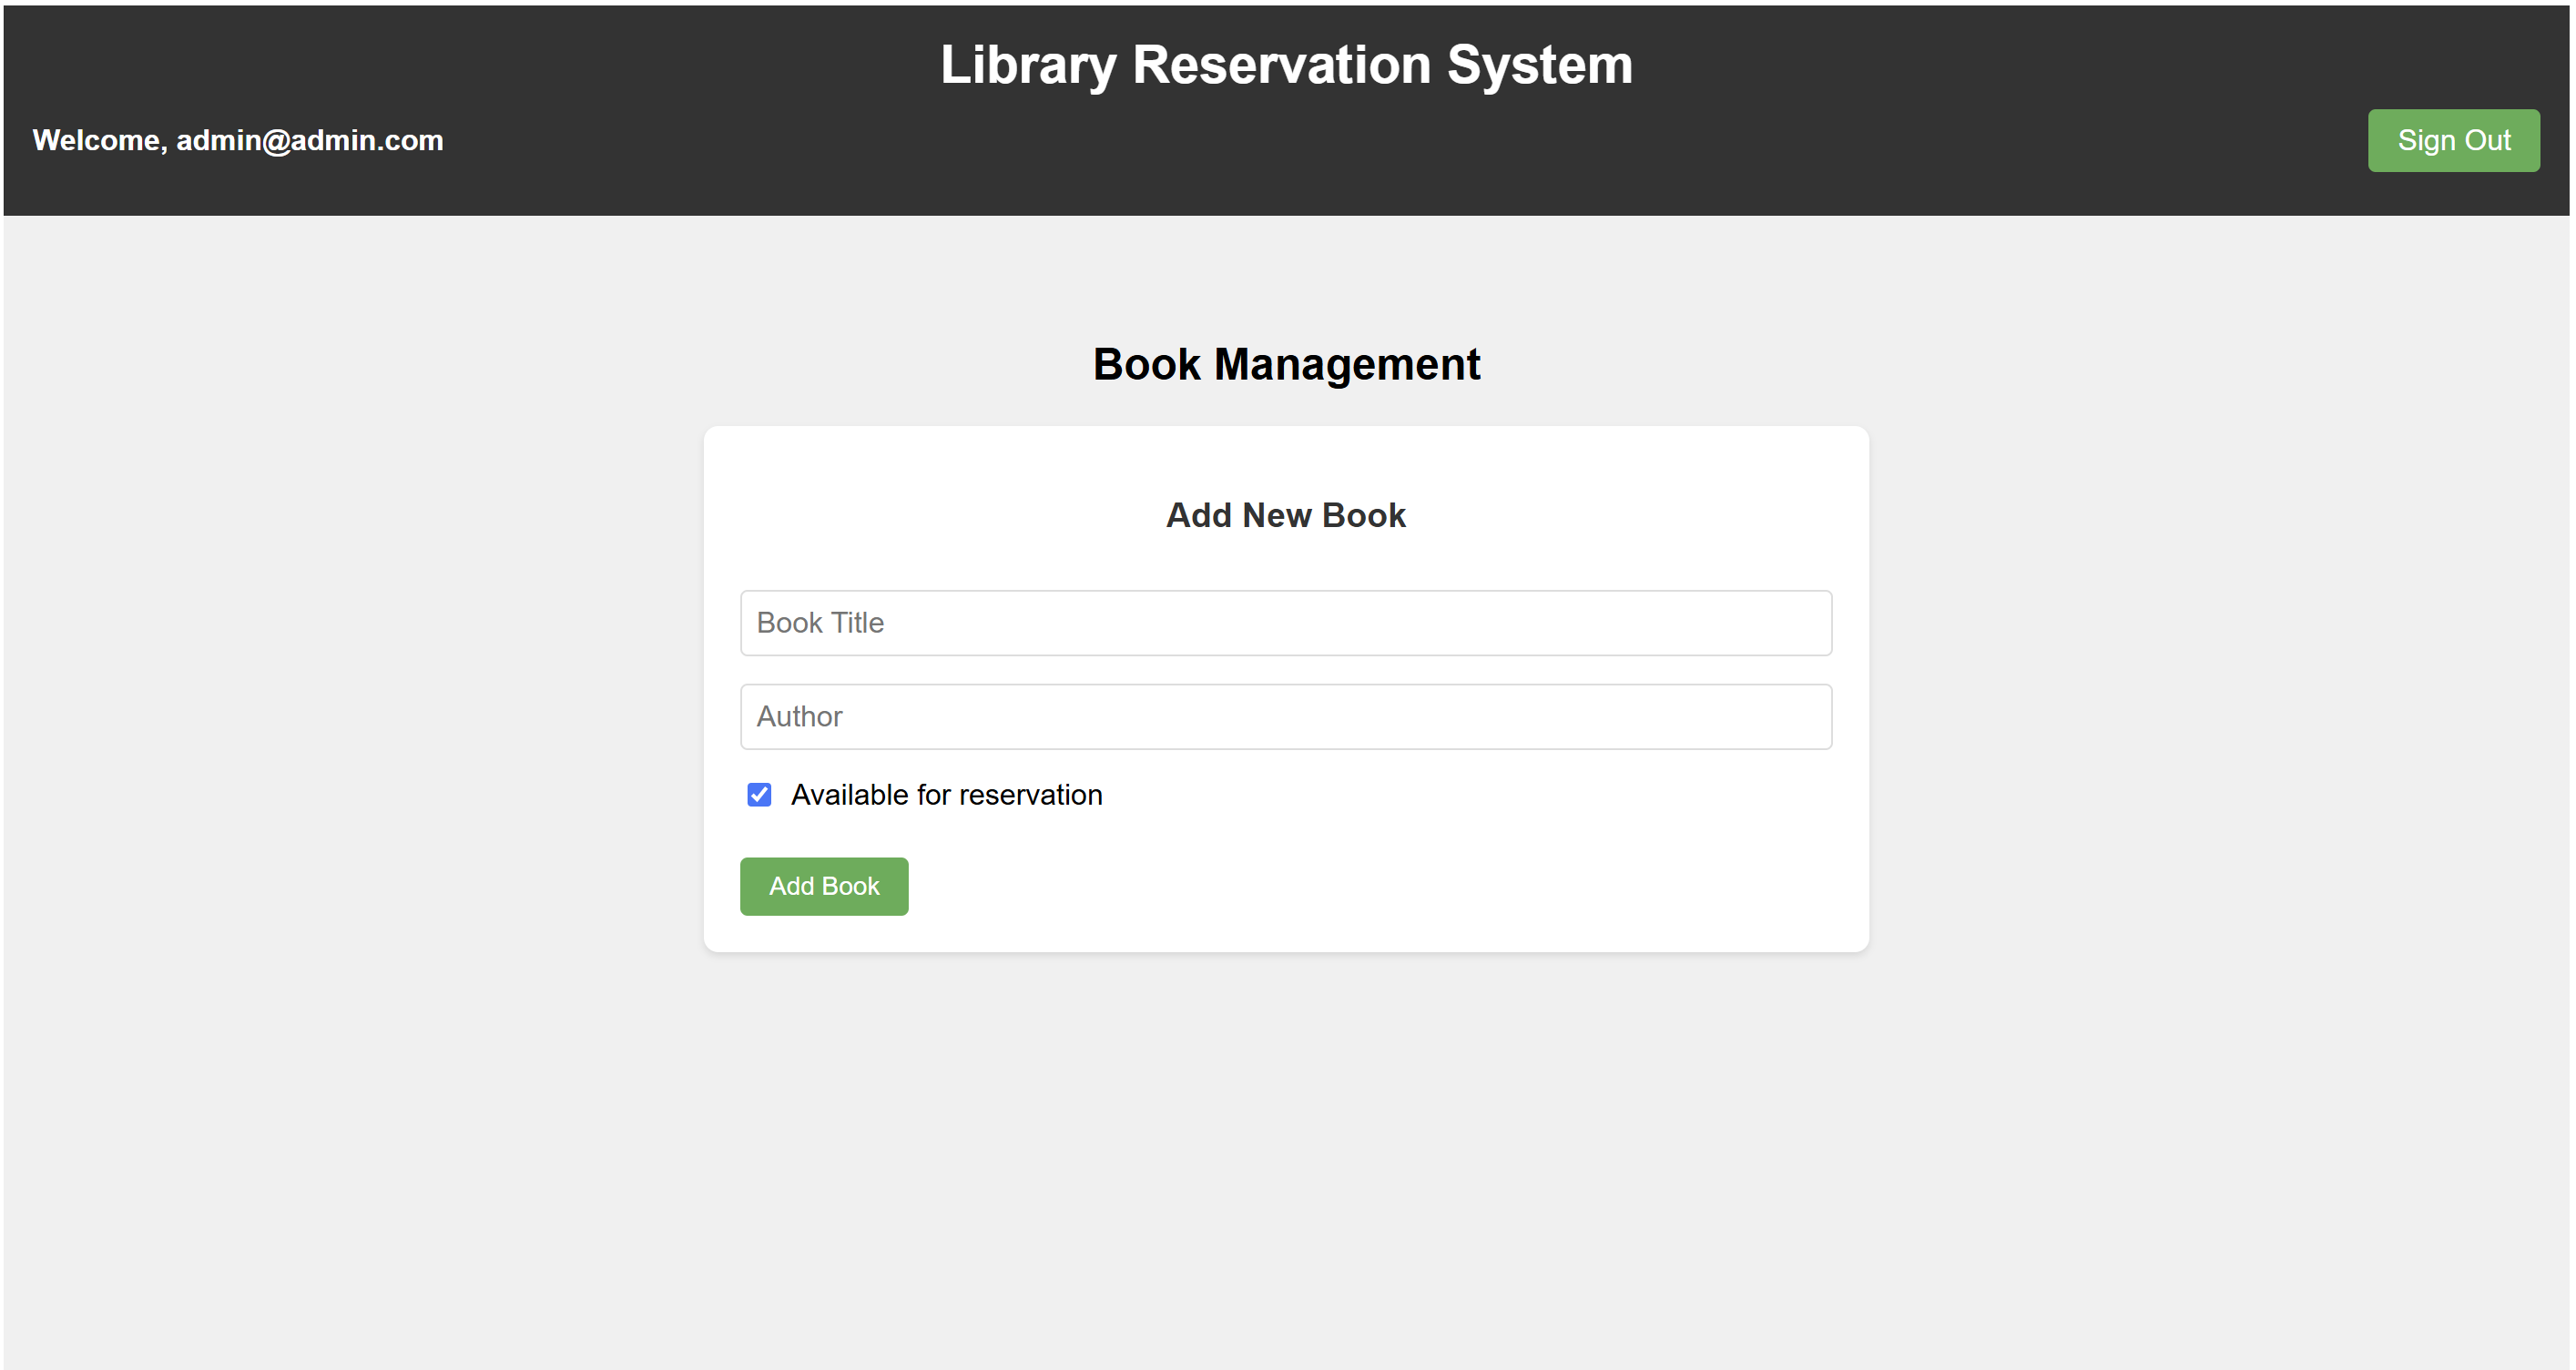 Library Reservation System
Welcome, admin@admin.com
Sign Out
Book Management
Add New Book
Book Title
Author
Available for reservation
Add Book